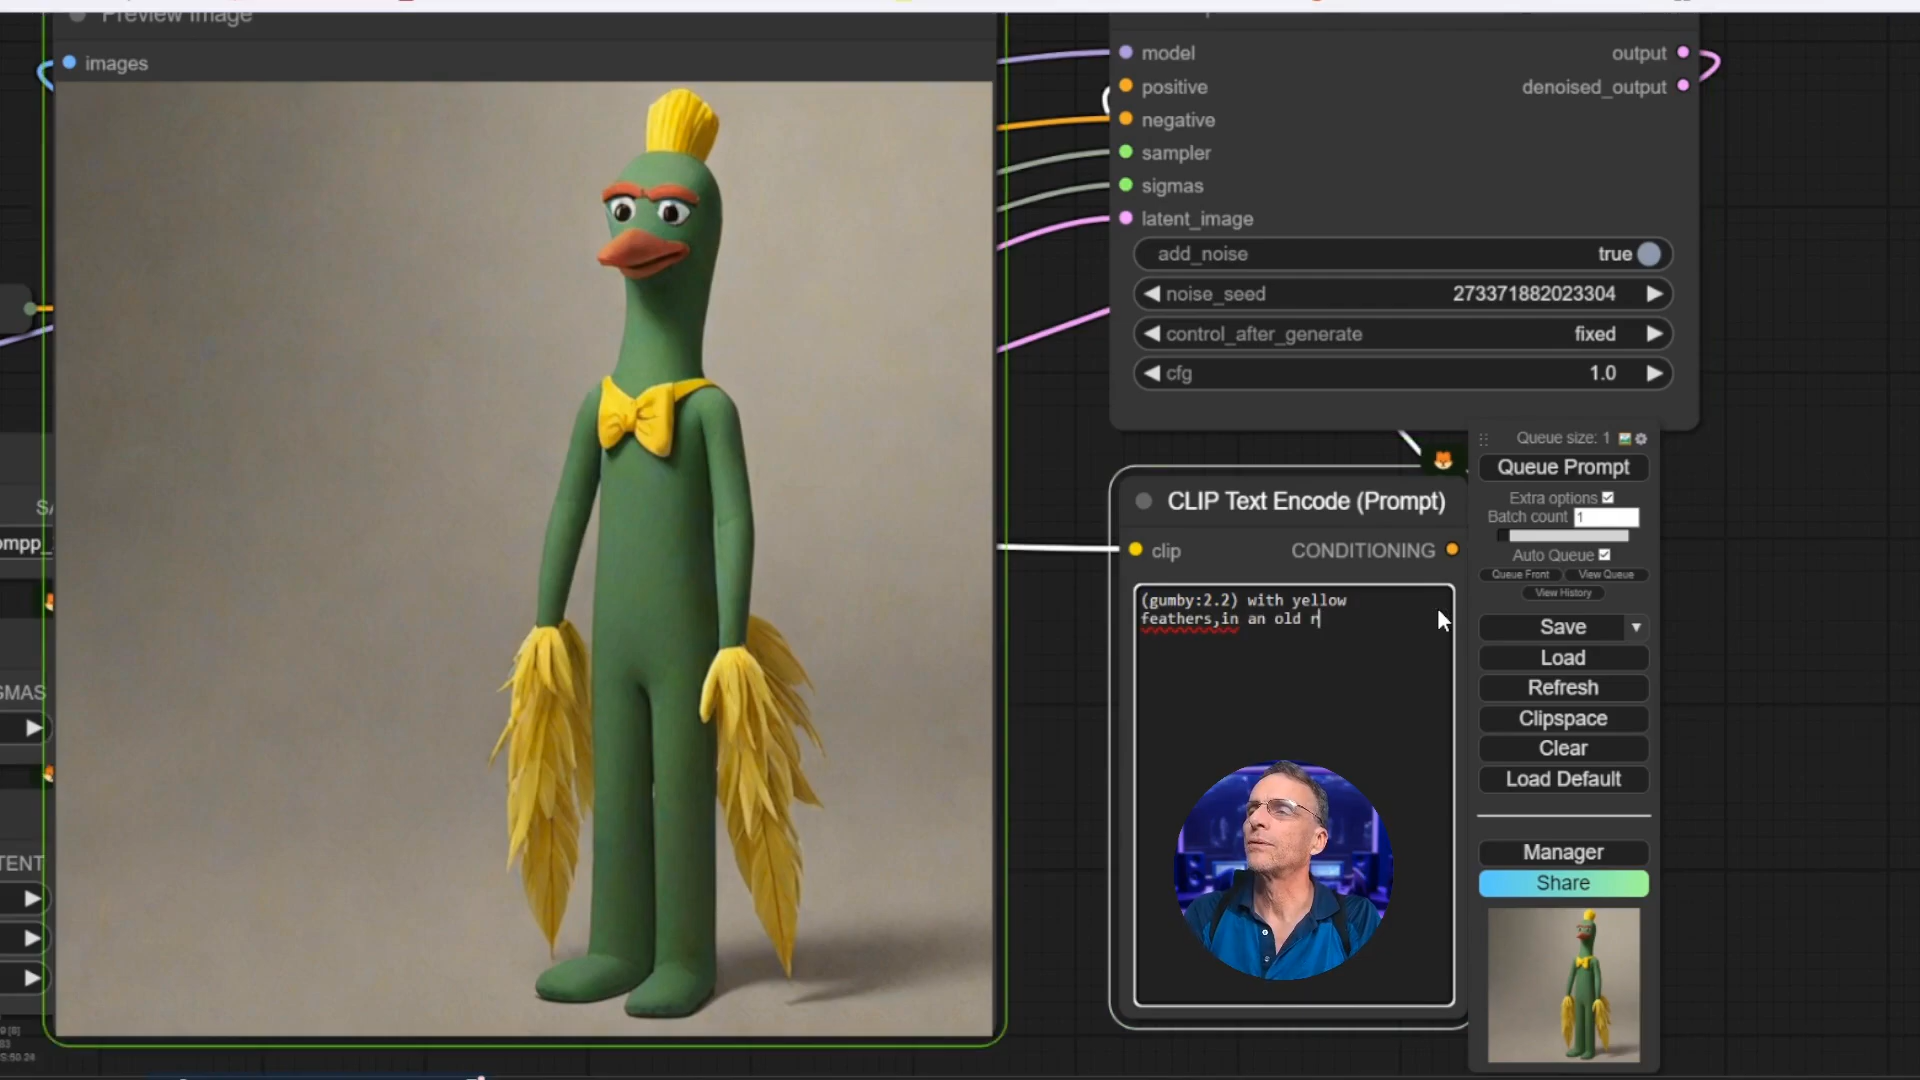 Preview Image
images
model
positive
negative
sampler
sigmas
latent_image
output
denoised_output
add_noise true
noise_seed 273371882023304
control_after_generate fixed
cfg 1.0
Queue size: 1
Queue Prompt
Extra options
Batch count 1
Auto Queue
Queue Front View Queue
View History
Save
Load
Refresh
Clipspace
Clear
Load Default
Manager
Share
CLIP Text Encode (Prompt)
clip CONDITIONING
(gumby:2.2) with yellow
feathers,in an old r
ompp_
GMAS
TENT